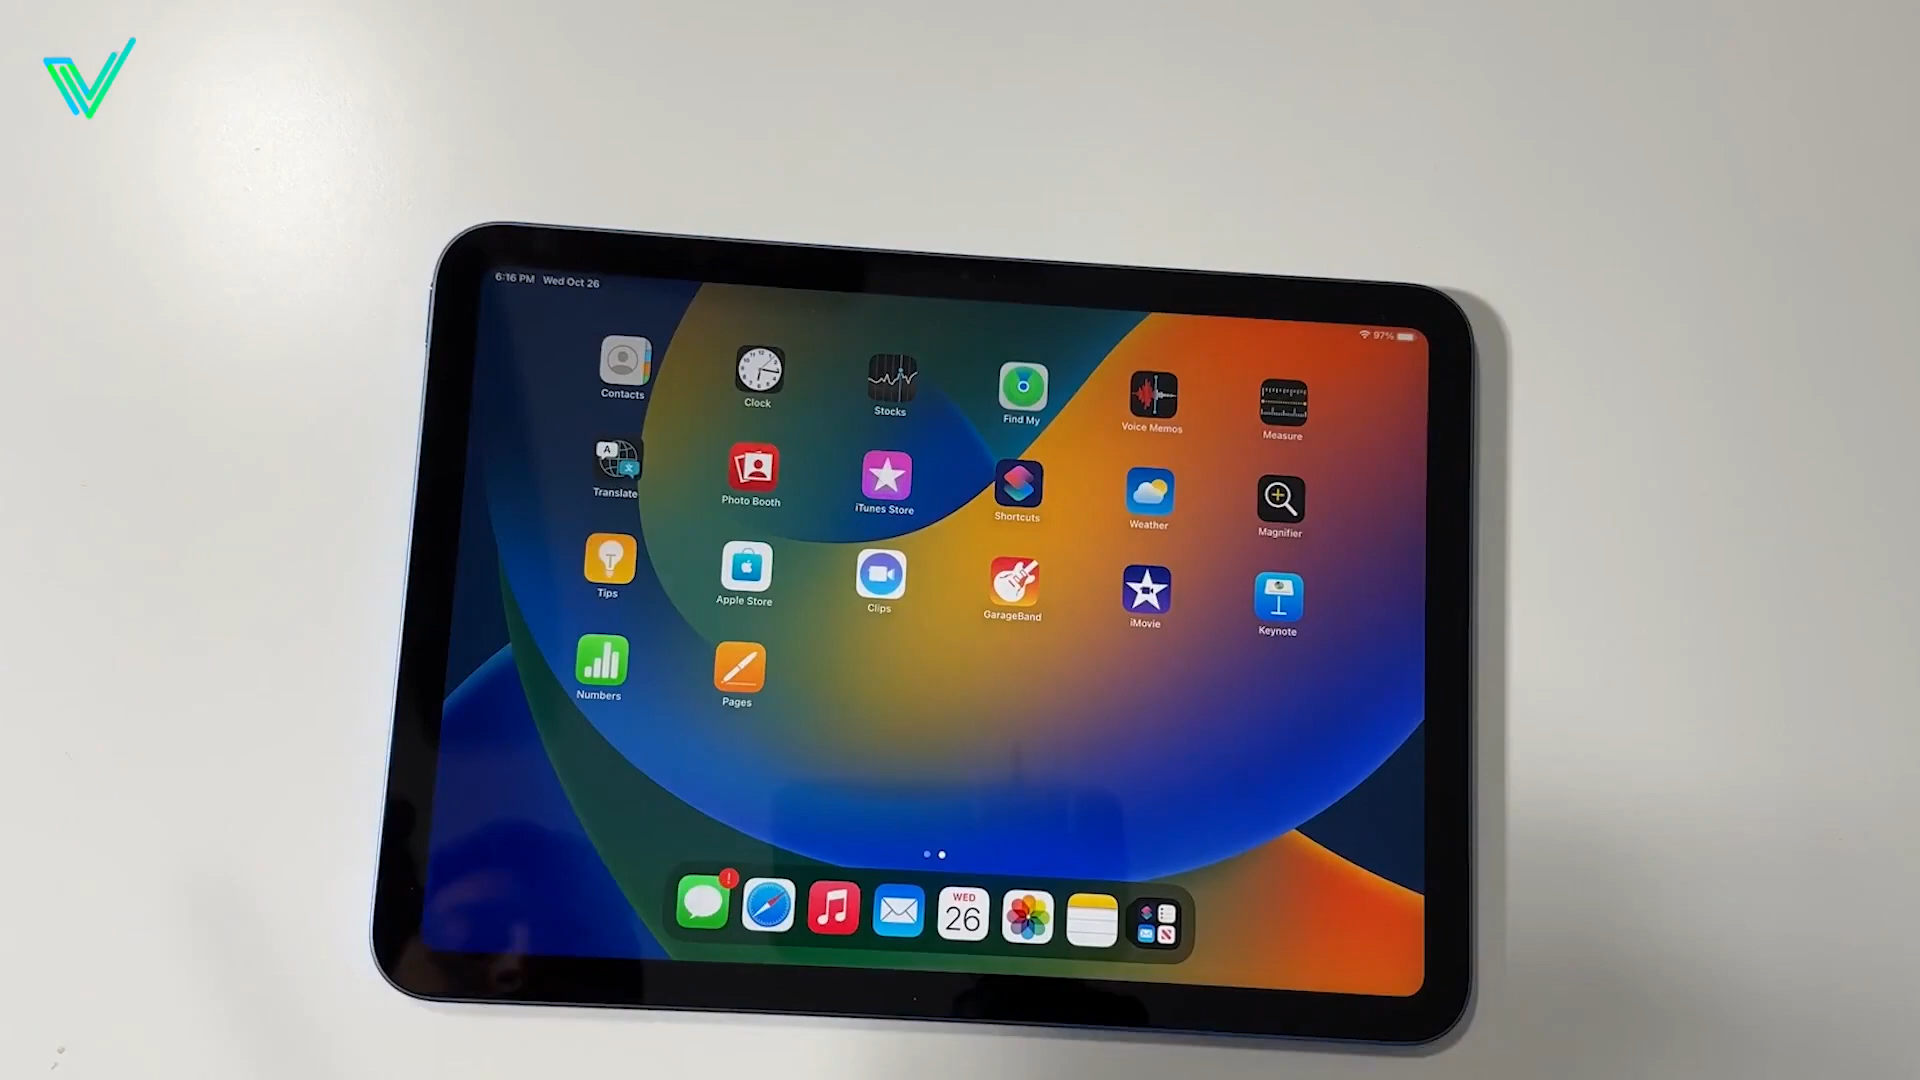 6:16 PM Wed Oct 26
97%
Contacts
Clock
Stocks
Find My
Voice Memos
Measure
A
文
Translate
Photo Booth
iTunes Store
Shortcuts
Weather
Magnifier
Tips
Apple Store
Clips
GarageBand
iMovie
Keynote
Numbers
Pages
!
WED
26